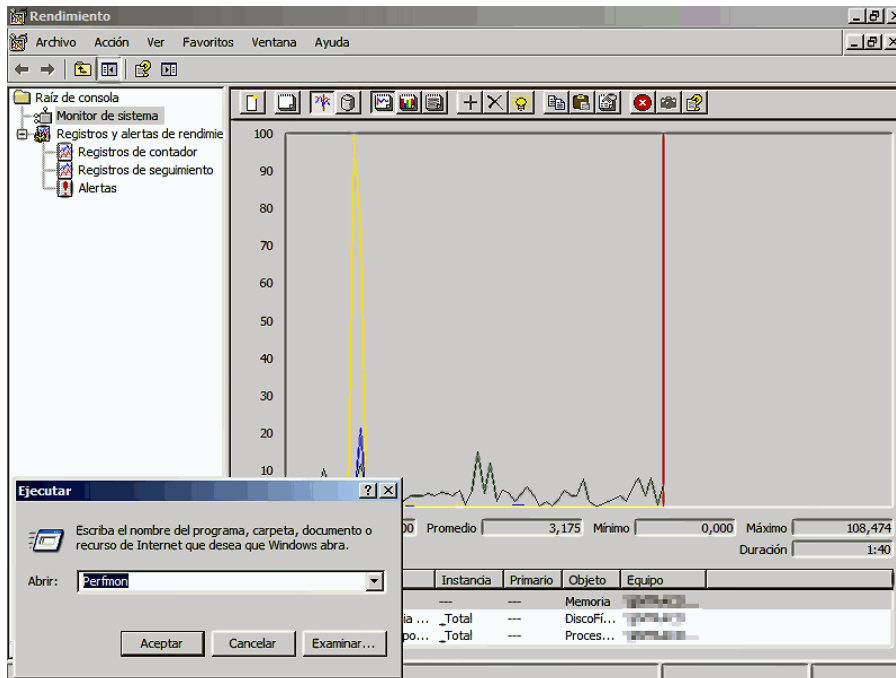 Rendimiento
Archivo Acción Ver Favoritos Ventana Ayuda
Raíz de consola
Monitor de sistema
Registros y alertas de rendimie
Registros de contador
Registros de seguimiento
Alertas
100
90
80
70
60
50
40
30
20
10
00 Promedio 3,175 Mínimo 0,000 Máximo 108,474
Duración 1:40
Instancia Primario Objeto Equipo
--- --- Memoria
ia ... _Total --- DiscoFí...
po... _Total --- Proces...
Ejecutar
Escriba el nombre del programa, carpeta, documento o
recurso de Internet que desea que Windows abra.
Abrir: Perfmon
Aceptar Cancelar Examinar...